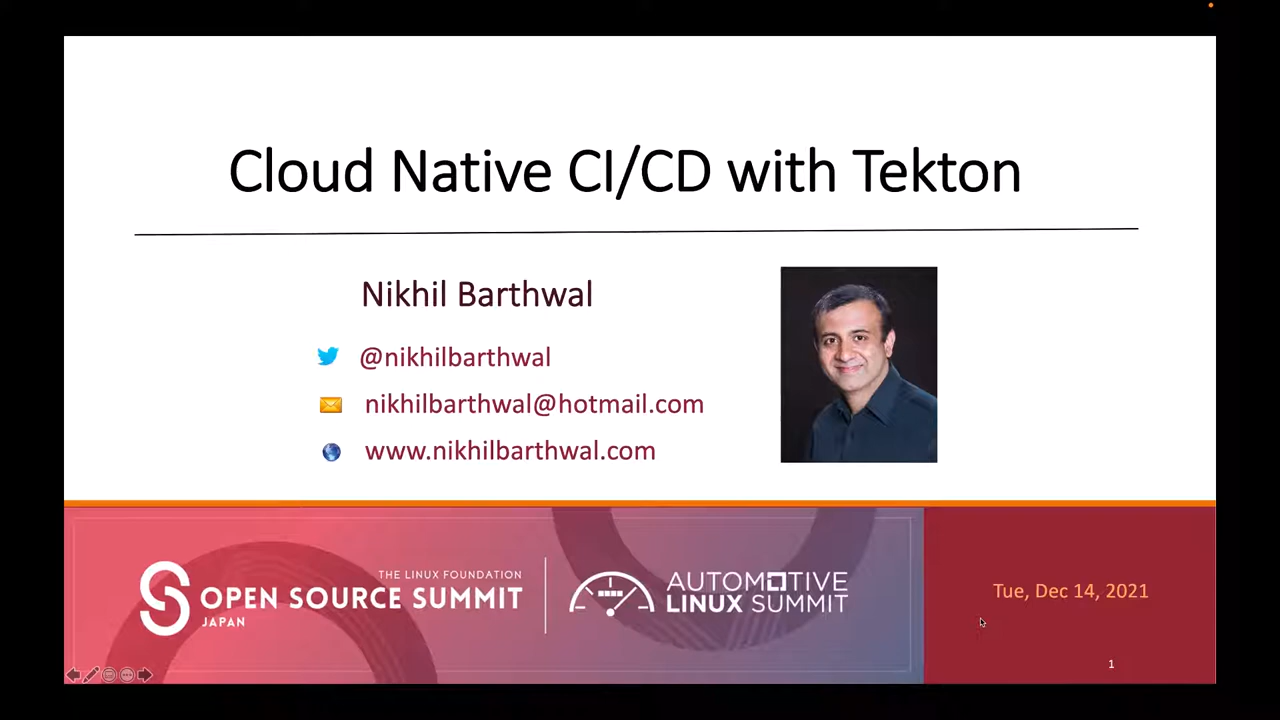 Cloud Native CI/CD with Tekton
Nikhil Barthwal
@nikhilbarthwal
nikhilbarthwal@hotmail.com
www.nikhilbarthwal.com
THE LINUX FOUNDATION
OPEN SOURCE SUMMIT
JAPAN
AUTOMOTIVE
LINUX SUMMIT
Tue, Dec 14, 2021
1